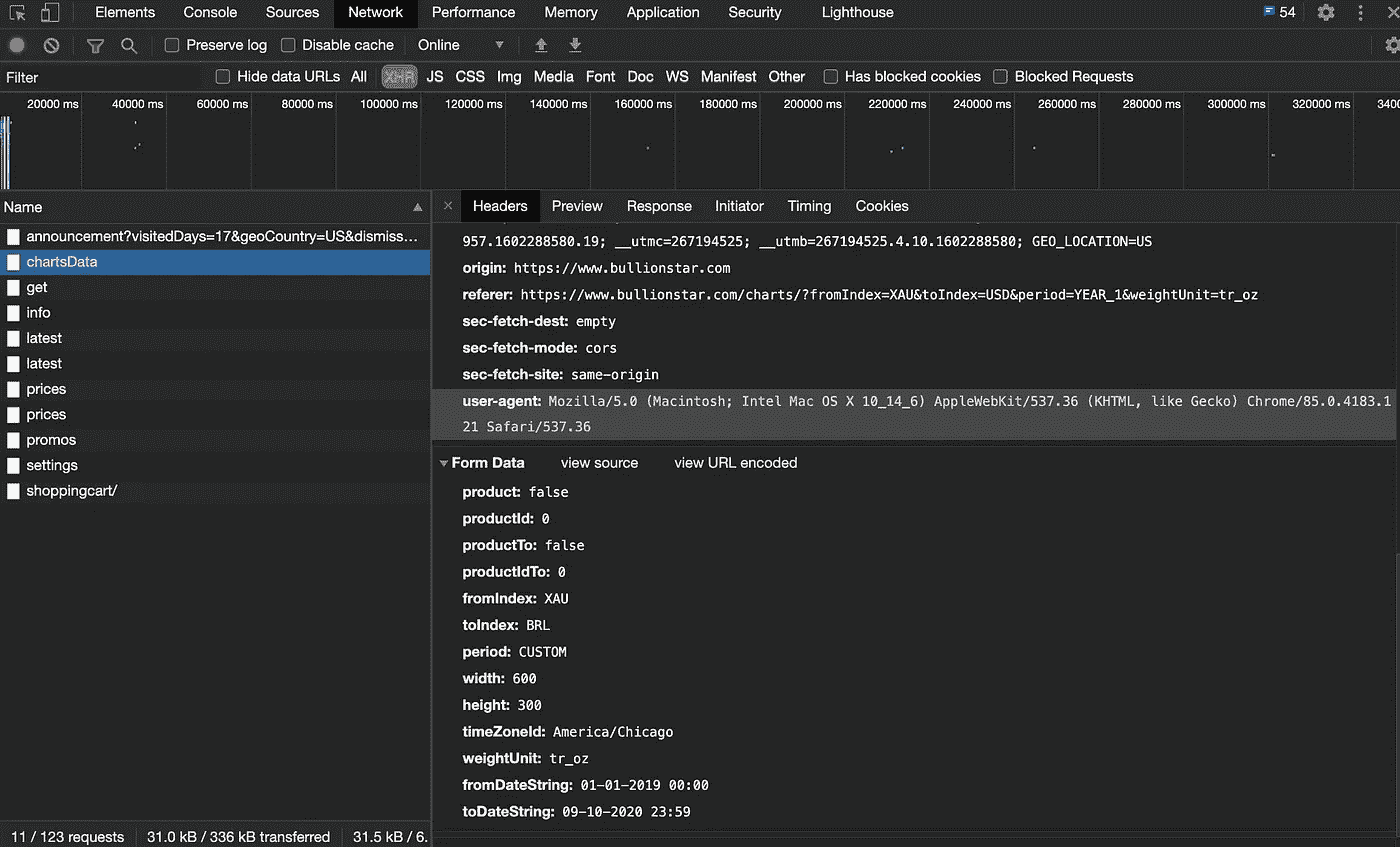 Elements Console Sources Network Performance Memory Application Security Lighthouse 54
Preserve log Disable cache Online
Filter Hide data URLs All XHR JS CSS Img Media Font Doc WS Manifest Other Has blocked cookies Blocked Requests
20000 ms 40000 ms 60000 ms 80000 ms 100000 ms 120000 ms 140000 ms 160000 ms 180000 ms 200000 ms 220000 ms 240000 ms 260000 ms 280000 ms 300000 ms 320000 ms 3400
Name
announcement?visitedDays=17&geoCountry=US&dismiss…
chartsData
get
info
latest
latest
prices
prices
promos
settings
shoppingcart/
11 / 123 requests 31.0 kB / 336 kB transferred 31.5 kB / 6.
Headers Preview Response Initiator Timing Cookies
957.1602288580.19; __utmc=267194525; __utmb=267194525.4.10.1602288580; GEO_LOCATION=US
origin: https://www.bullionstar.com
referer: https://www.bullionstar.com/charts/?fromIndex=XAU&toIndex=USD&period=YEAR_1&weightUnit=tr_oz
sec-fetch-dest: empty
sec-fetch-mode: cors
sec-fetch-site: same-origin
user-agent: Mozilla/5.0 (Macintosh; Intel Mac OS X 10_14_6) AppleWebKit/537.36 (KHTML, like Gecko) Chrome/85.0.4183.1
21 Safari/537.36
Form Data view source view URL encoded
product: false
productId: 0
productTo: false
productIdTo: 0
fromIndex: XAU
toIndex: BRL
period: CUSTOM
width: 600
height: 300
timeZoneId: America/Chicago
weightUnit: tr_oz
fromDateString: 01-01-2019 00:00
toDateString: 09-10-2020 23:59